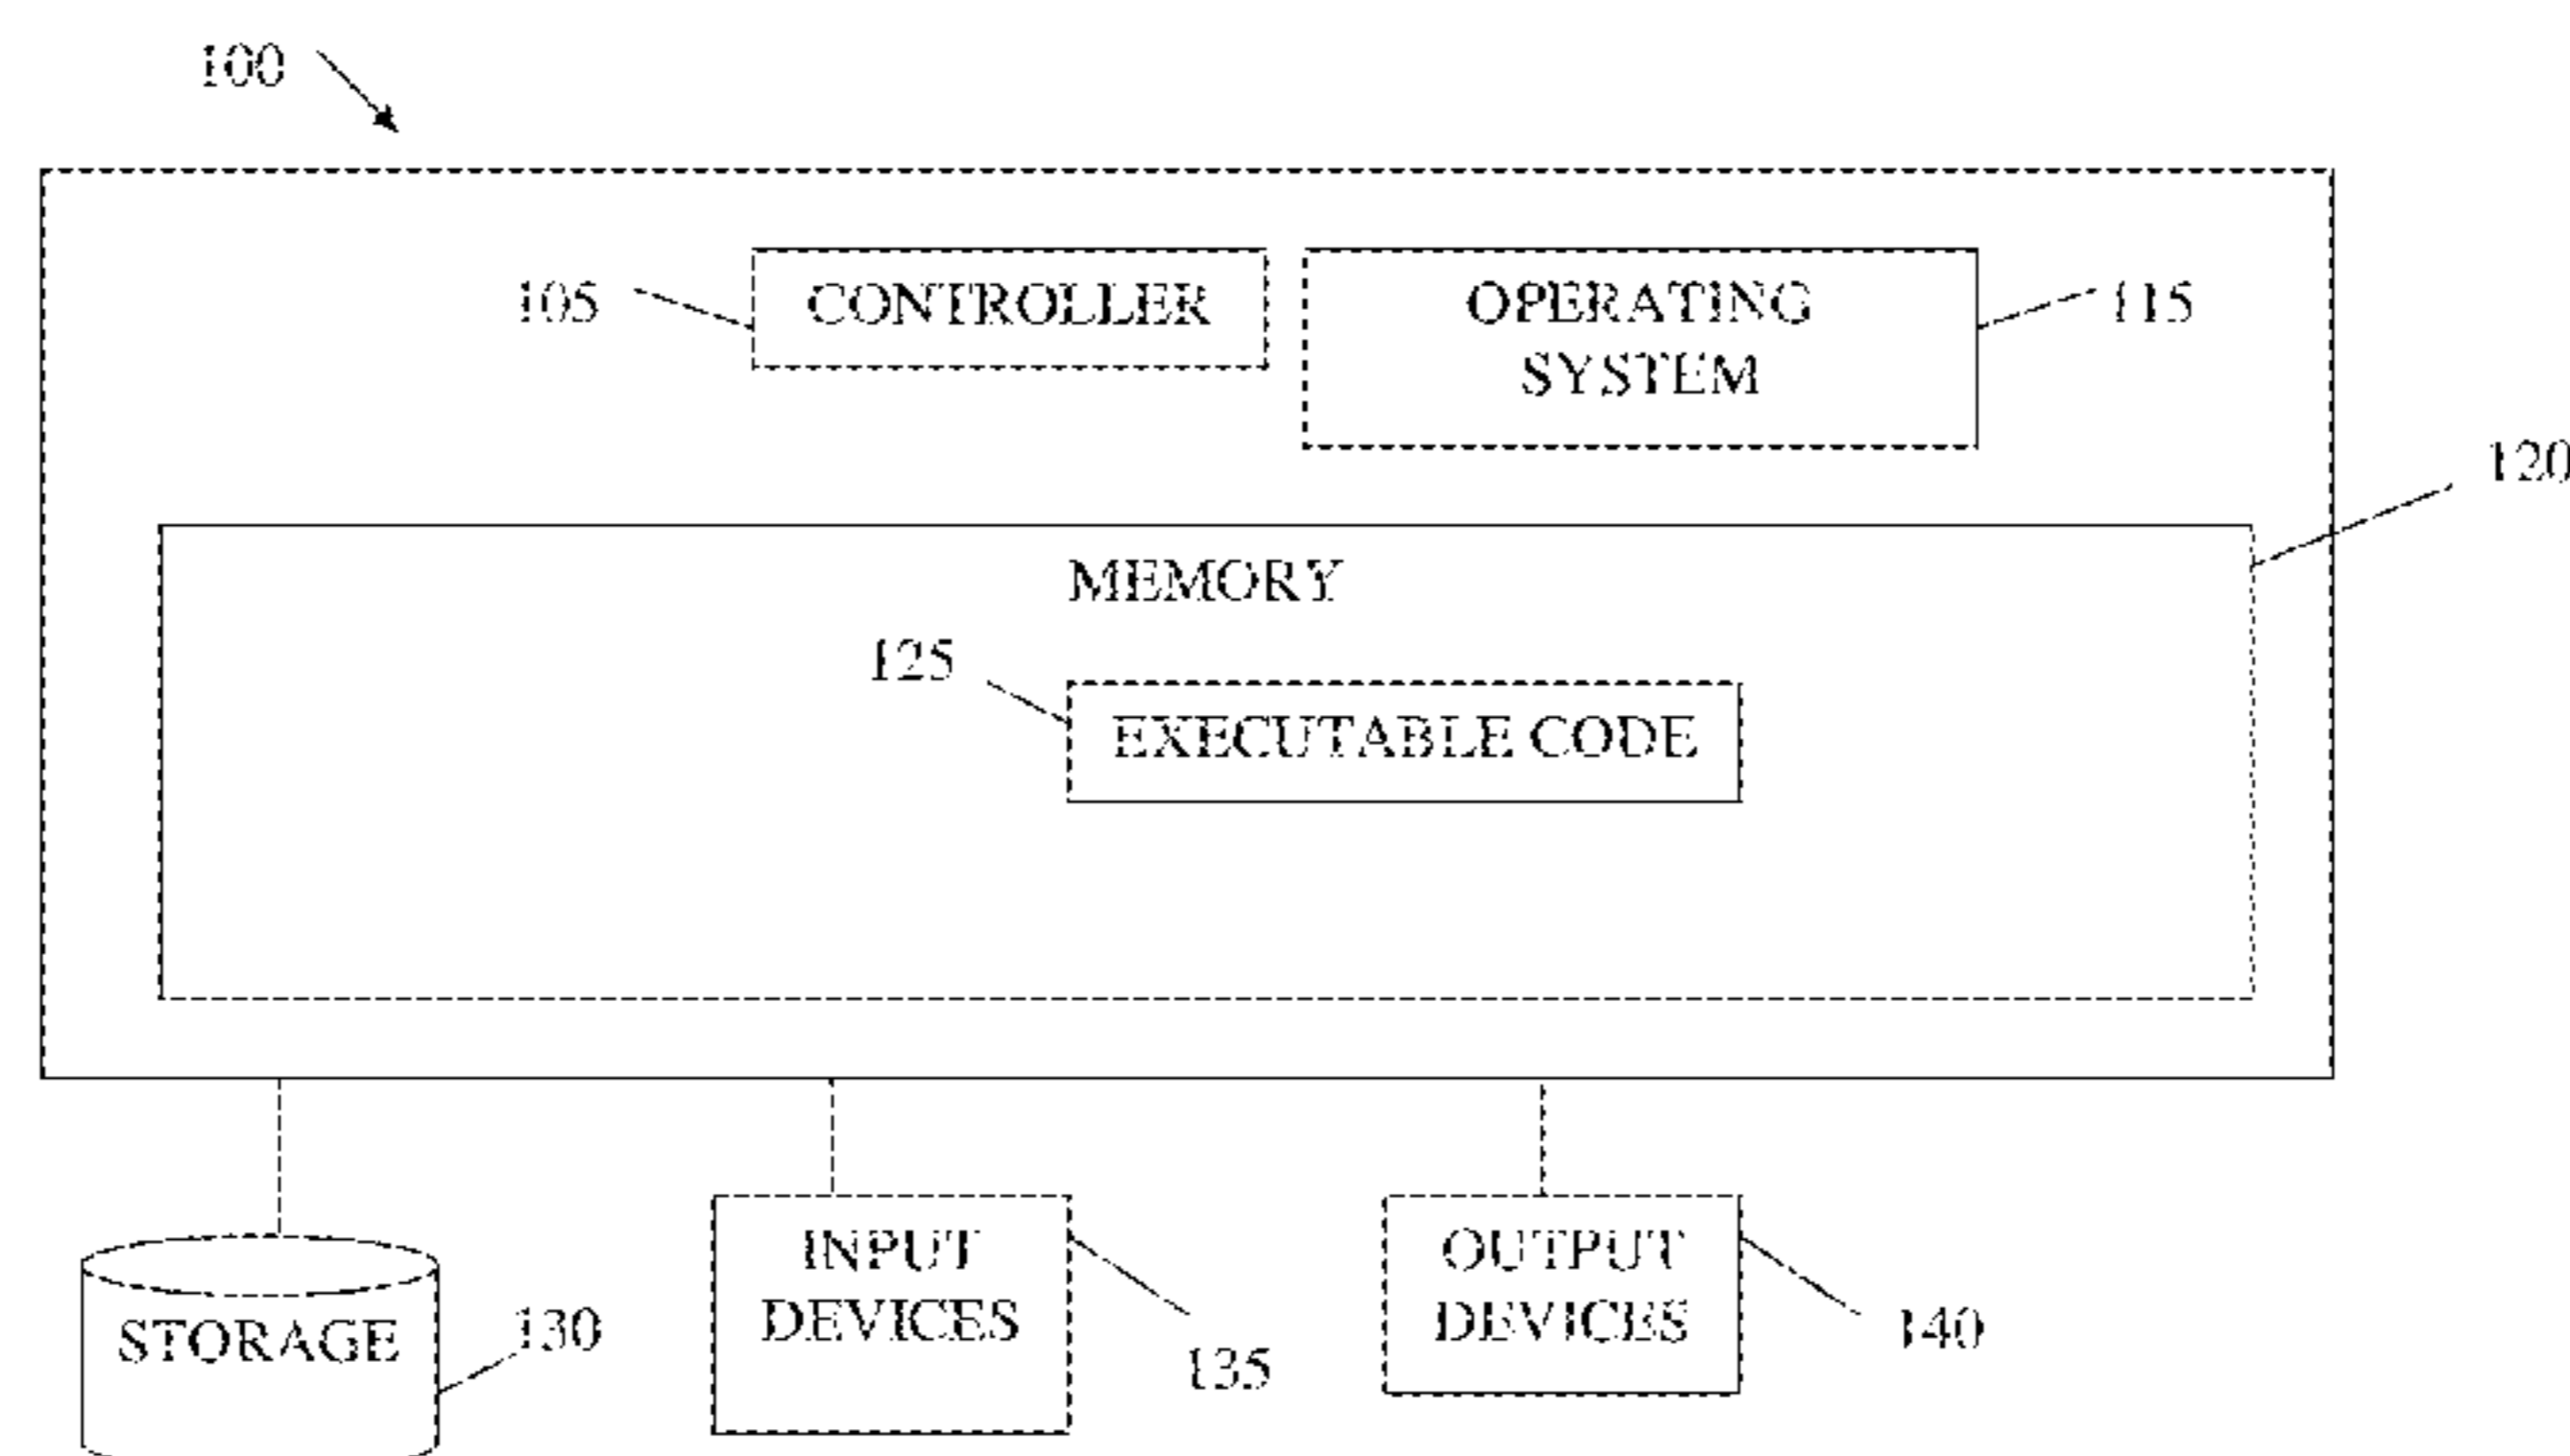 100
105
CONTROLLER
OPERATING
SYSTEM
115
120
MEMORY
125
EXECUTABLE CODE
STORAGE
130
INPUT
DEVICES
135
OUTPUT
DEVICES
140